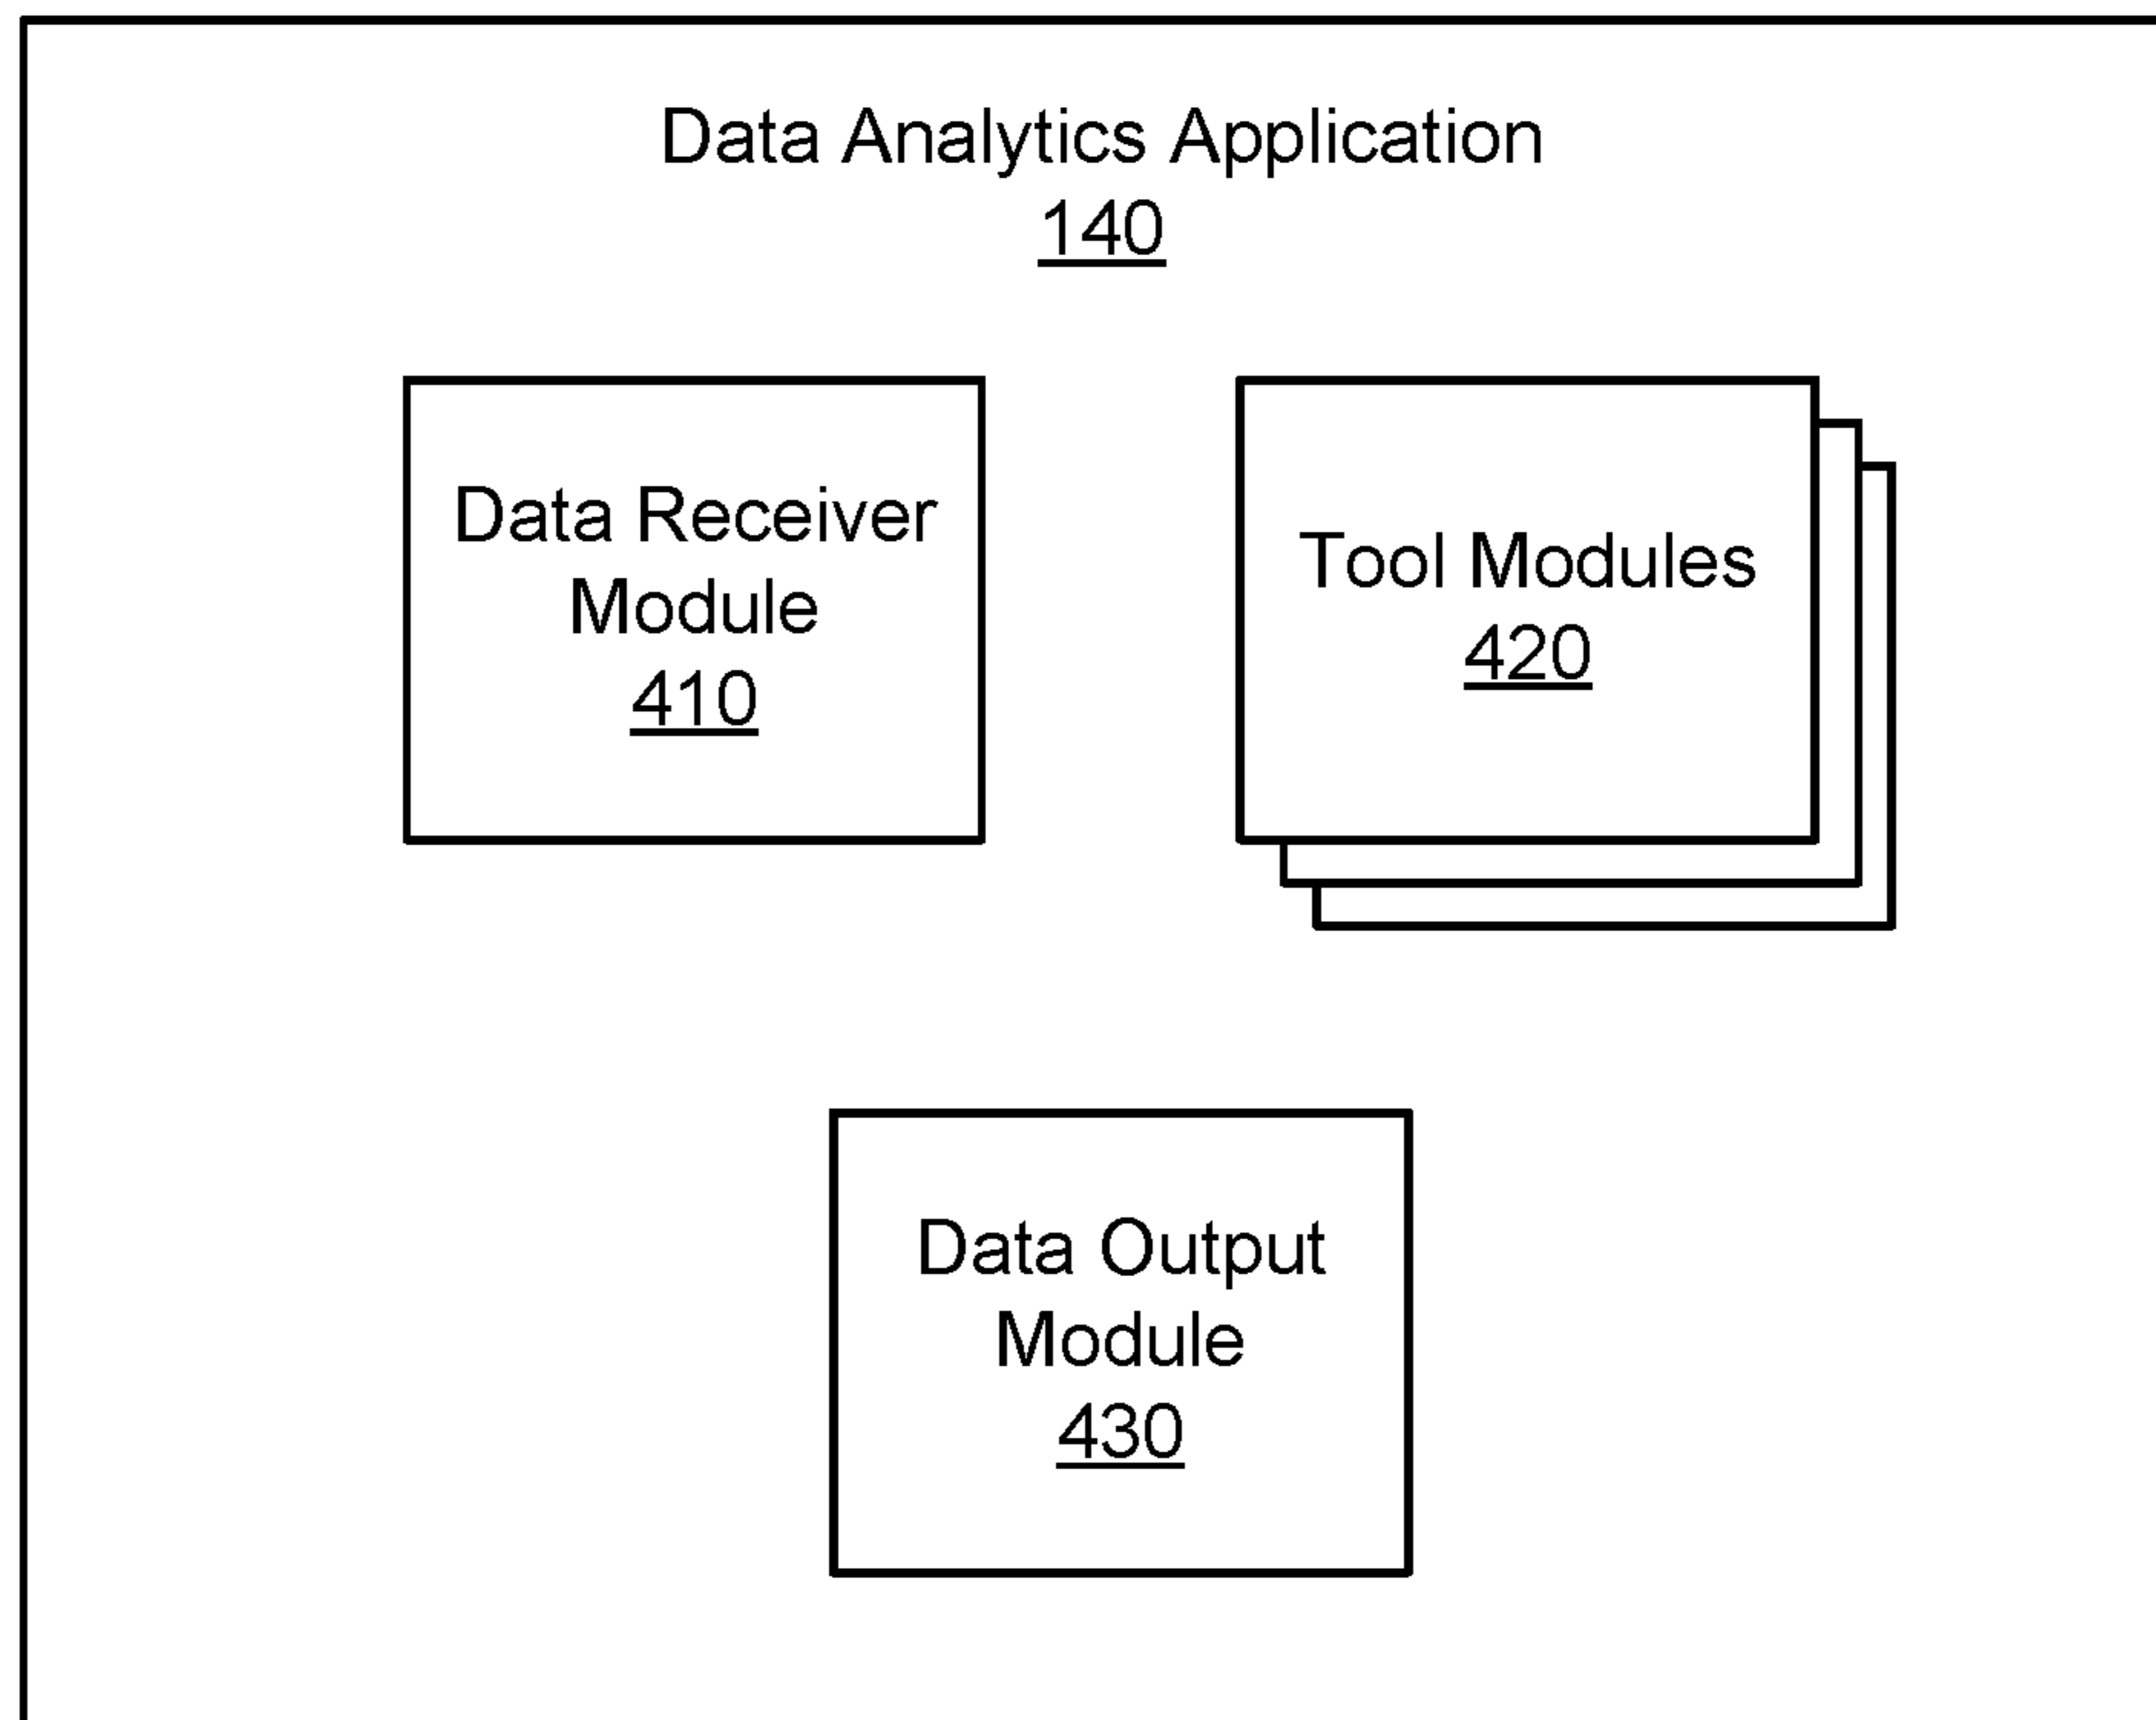 Data Analytics Application
140
Data Receiver
Module
410
Tool Modules
420
Data Output
Module
430